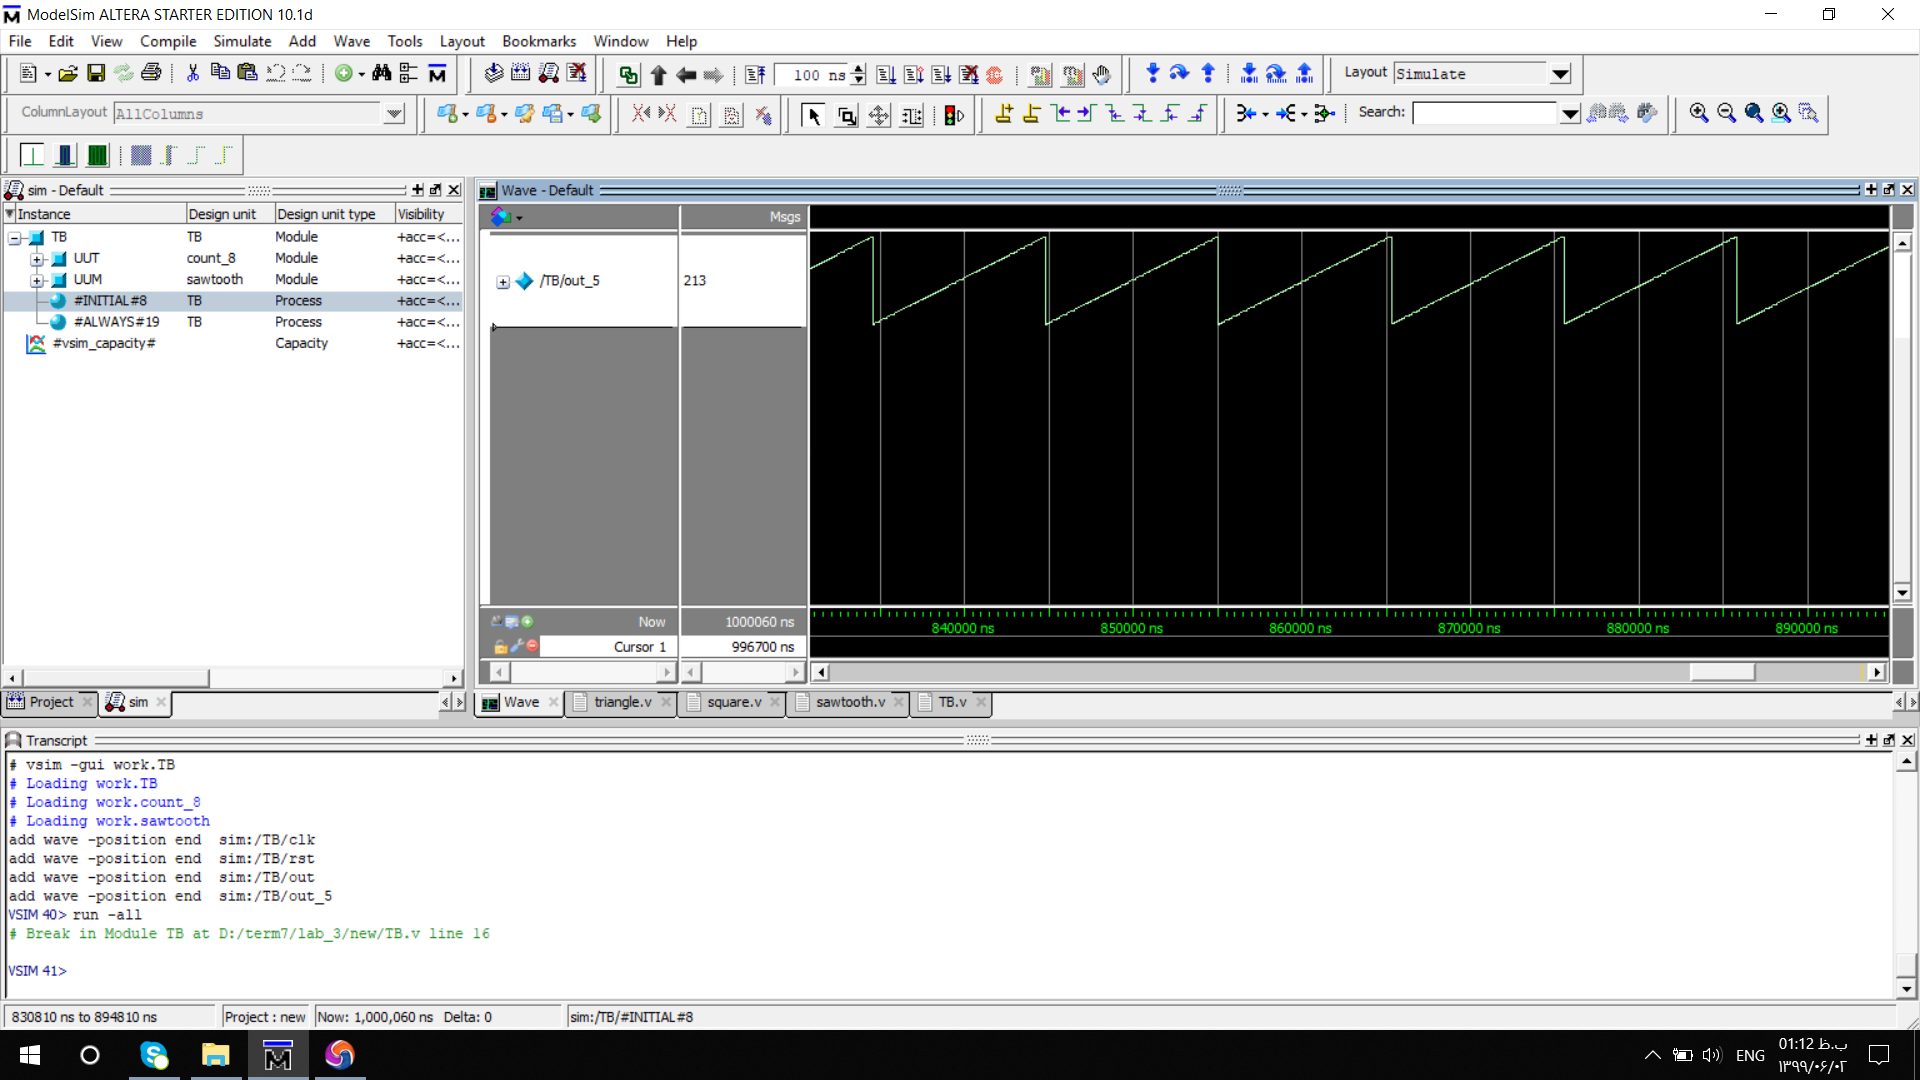 ModelSim ALTERA STARTER EDITION 10.1d
File Edit View Compile Simulate Add Wave Tools Layout Bookmarks Window Help
100 ns
Layout Simulate
ColumnLayout AllColumns
Search:
sim - Default
Instance Design unit Design unit type Visibility
TB TB Module +acc=<...
UUT count_8 Module +acc=<...
UUM sawtooth Module +acc=<...
#INITIAL#8 TB Process +acc=<...
#ALWAYS#19 TB Process +acc=<...
#vsim_capacity# Capacity +acc=<...
Project sim
Wave - Default
Msgs
/TB/out_5 213
Now 1000060 ns
Cursor 1 996700 ns
840000 ns 850000 ns 860000 ns 870000 ns 880000 ns 890000 ns
Wave triangle.v square.v sawtooth.v TB.v
Transcript
# vsim -gui work.TB
# Loading work.TB
# Loading work.count_8
# Loading work.sawtooth
add wave -position end sim:/TB/clk
add wave -position end sim:/TB/rst
add wave -position end sim:/TB/out
add wave -position end sim:/TB/out_5
VSIM 40> run -all
# Break in Module TB at D:/term7/lab_3/new/TB.v line 16
VSIM 41>
830810 ns to 894810 ns Project : new Now: 1,000,060 ns Delta: 0 sim:/TB/#INITIAL#8
ENG
01:12 ب.ظ
۱۳۹۹/۰۶/۰۲